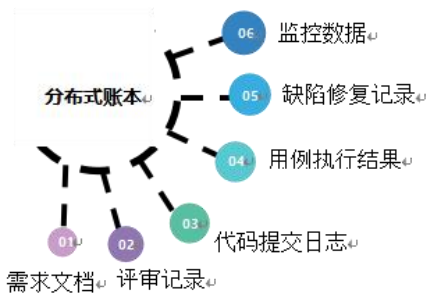 分布式账本
06 监控数据
05 缺陷修复记录
04 用例执行结果
03 代码提交日志
01 需求文档
02 评审记录